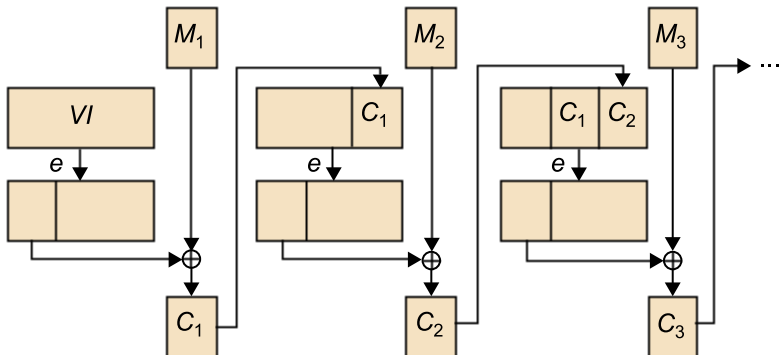 M₁ M₂ M₃
...
VI C₁ C₁ C₂
e e e
C₁ C₂ C₃